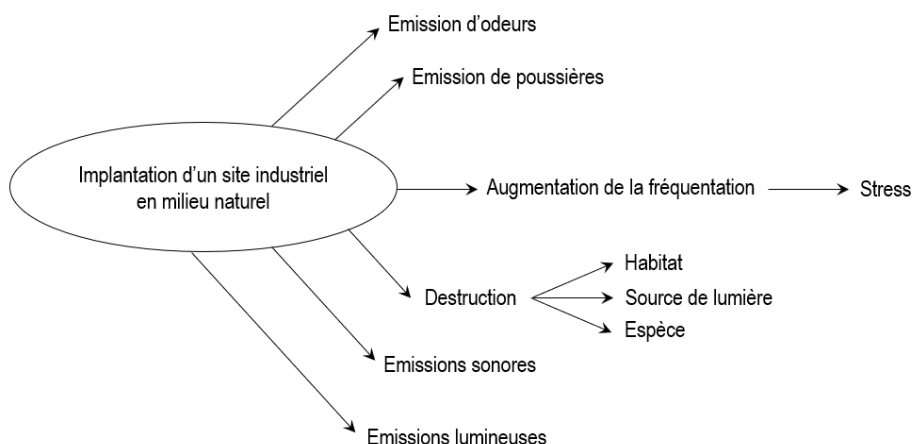 Emission d'odeurs
Emission de poussières
Implantation d'un site industriel
en milieu naturel
Augmentation de la fréquentation
Stress
Destruction
Habitat
Source de lumière
Espèce
Emissions sonores
Emissions lumineuses